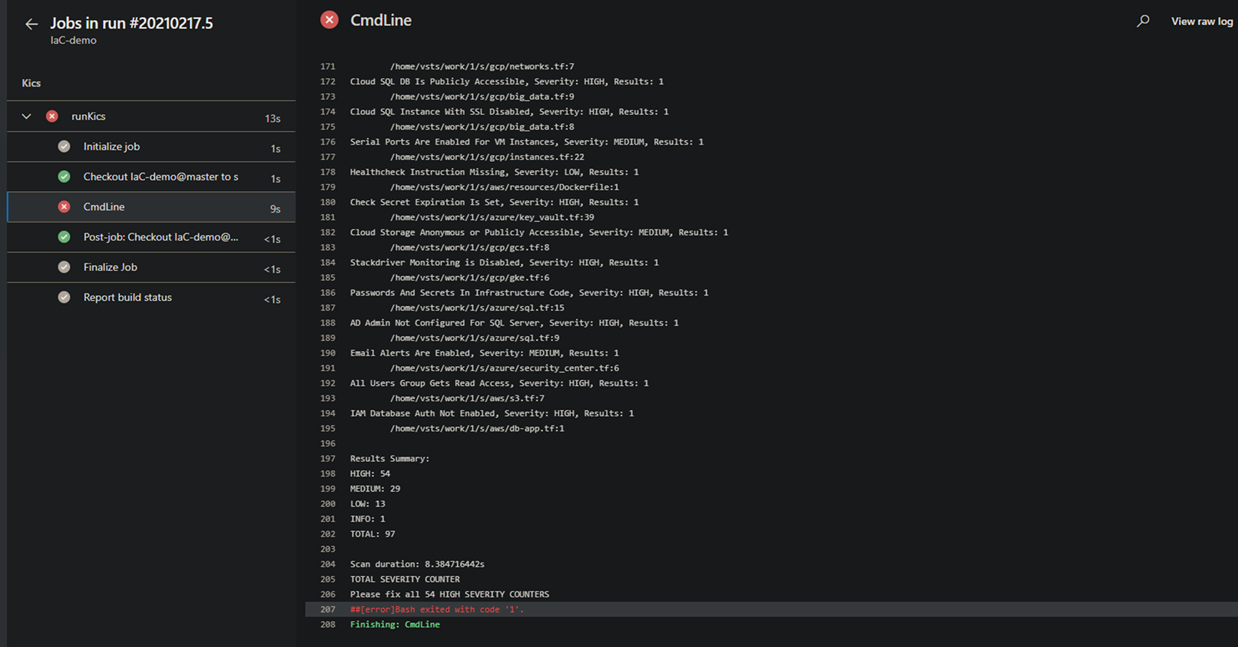 Jobs in run #20210217.5
IaC-demo
Kics
runKics 13s
Initialize job 1s
Checkout IaC-demo@master to s 1s
CmdLine 9s
Post-job: Checkout IaC-demo@... <1s
Finalize Job <1s
Report build status <1s
CmdLine
View raw log
171 /home/vsts/work/1/s/gcp/networks.tf:7
172 Cloud SQL DB Is Publicly Accessible, Severity: HIGH, Results: 1
173 /home/vsts/work/1/s/gcp/big_data.tf:9
174 Cloud SQL Instance With SSL Disabled, Severity: HIGH, Results: 1
175 /home/vsts/work/1/s/gcp/big_data.tf:8
176 Serial Ports Are Enabled For VM Instances, Severity: MEDIUM, Results: 1
177 /home/vsts/work/1/s/gcp/instances.tf:22
178 Healthcheck Instruction Missing, Severity: LOW, Results: 1
179 /home/vsts/work/1/s/aws/resources/Dockerfile:1
180 Check Secret Expiration Is Set, Severity: HIGH, Results: 1
181 /home/vsts/work/1/s/azure/key_vault.tf:39
182 Cloud Storage Anonymous or Publicly Accessible, Severity: MEDIUM, Results: 1
183 /home/vsts/work/1/s/gcp/gcs.tf:8
184 Stackdriver Monitoring is Disabled, Severity: HIGH, Results: 1
185 /home/vsts/work/1/s/gcp/gke.tf:6
186 Passwords And Secrets In Infrastructure Code, Severity: HIGH, Results: 1
187 /home/vsts/work/1/s/azure/sql.tf:15
188 AD Admin Not Configured For SQL Server, Severity: HIGH, Results: 1
189 /home/vsts/work/1/s/azure/sql.tf:9
190 Email Alerts Are Enabled, Severity: MEDIUM, Results: 1
191 /home/vsts/work/1/s/azure/security_center.tf:6
192 All Users Group Gets Read Access, Severity: HIGH, Results: 1
193 /home/vsts/work/1/s/aws/s3.tf:7
194 IAM Database Auth Not Enabled, Severity: HIGH, Results: 1
195 /home/vsts/work/1/s/aws/db-app.tf:1
196
197 Results Summary:
198 HIGH: 54
199 MEDIUM: 29
200 LOW: 13
201 INFO: 1
202 TOTAL: 97
203
204 Scan duration: 8.384716442s
205 TOTAL SEVERITY COUNTER
206 Please fix all 54 HIGH SEVERITY COUNTERS
207 ##[error]Bash exited with code '1'.
208 Finishing: CmdLine